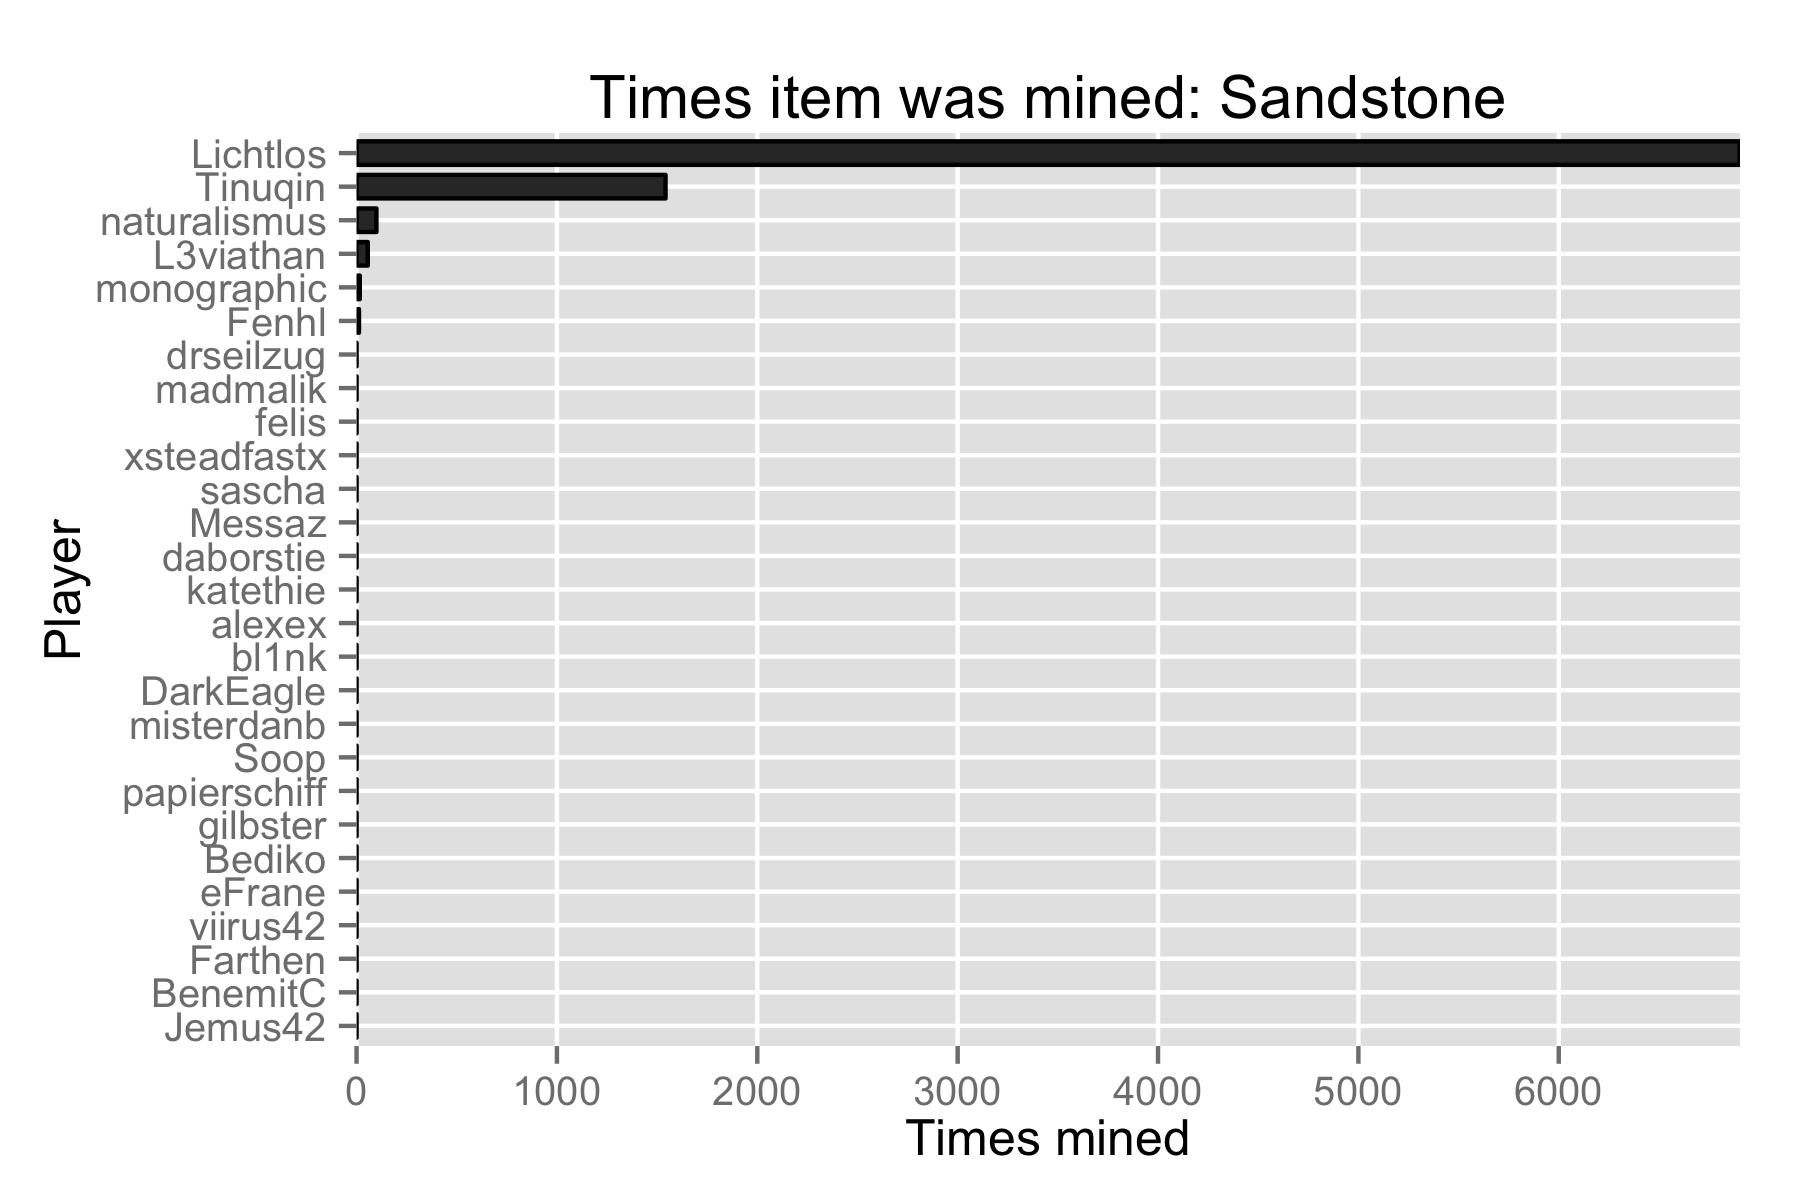 Times item was mined: Sandstone
Lichtlos
Tinuqin
naturalismus
L3viathan
monographic
Fenhl
drseilzug
madmalik
felis
xsteadfastx
sascha
Messaz
daborstie
katethie
alexex
bl1nk
DarkEagle
misterdanb
Soop
papierschiff
gilbster
Bediko
eFrane
viirus42
Farthen
BenemitC
Jemus42
Player
0 1000 2000 3000 4000 5000 6000
Times mined